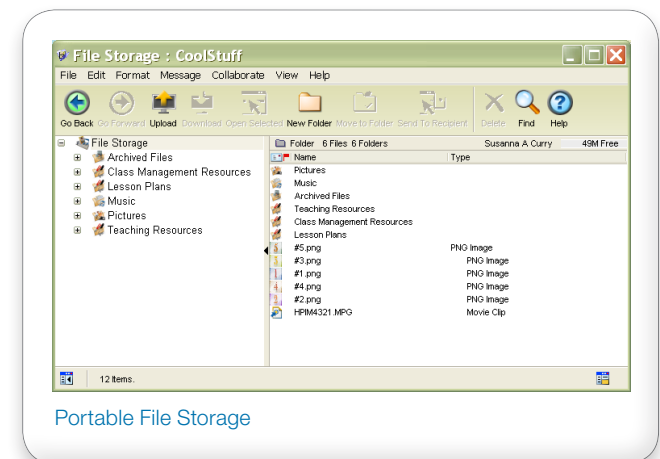 File Storage : CoolStuff
File Edit Format Message Collaborate View Help
Go Back Go Forward Upload Download Open Selected New Folder Move to Folder Send To Recipient Delete Find Help
File Storage
Archived Files
Class Management Resources
Lesson Plans
Music
Pictures
Teaching Resources
Folder 6 Files 6 Folders Susanna A Curry 49M Free
Name Type
Pictures
Music
Archived Files
Teaching Resources
Class Management Resources
Lesson Plans
#5.png PNG Image
#3.png PNG Image
#1.png PNG Image
#4.png PNG Image
#2.png PNG Image
HPIM4321.MPG Movie Clip
12 Items.
Portable File Storage